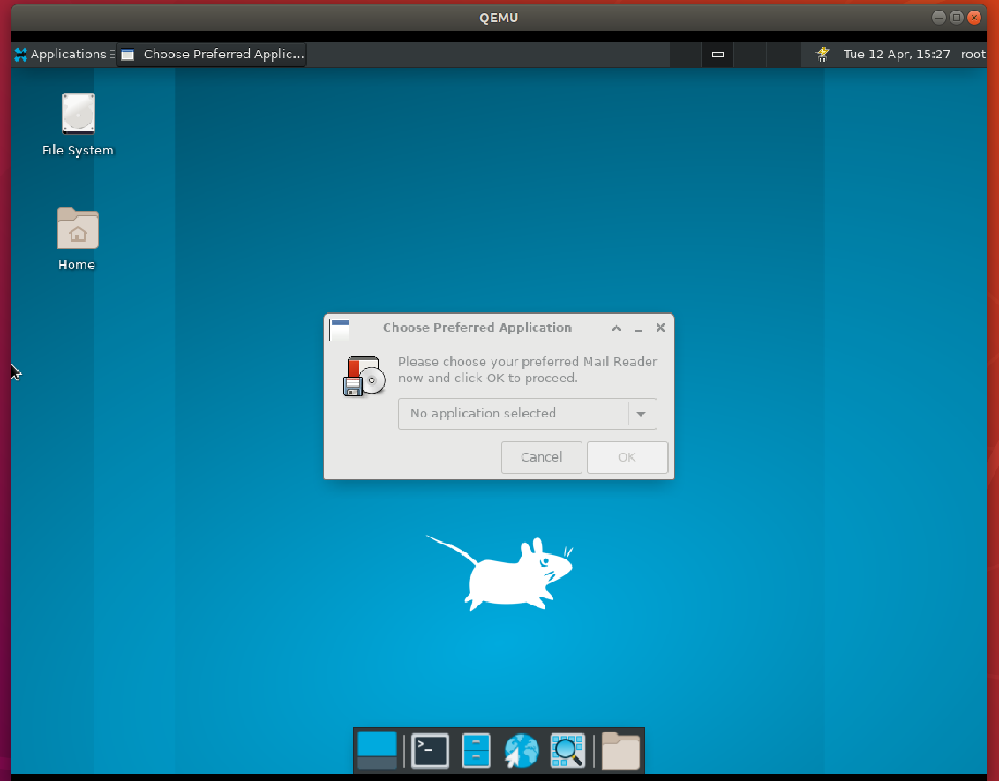 QEMU
Applications
Choose Preferred Applic...
Tue 12 Apr, 15:27
root
File System
Home
Choose Preferred Application
Please choose your preferred Mail Reader
now and click OK to proceed.
No application selected
Cancel
OK
>_